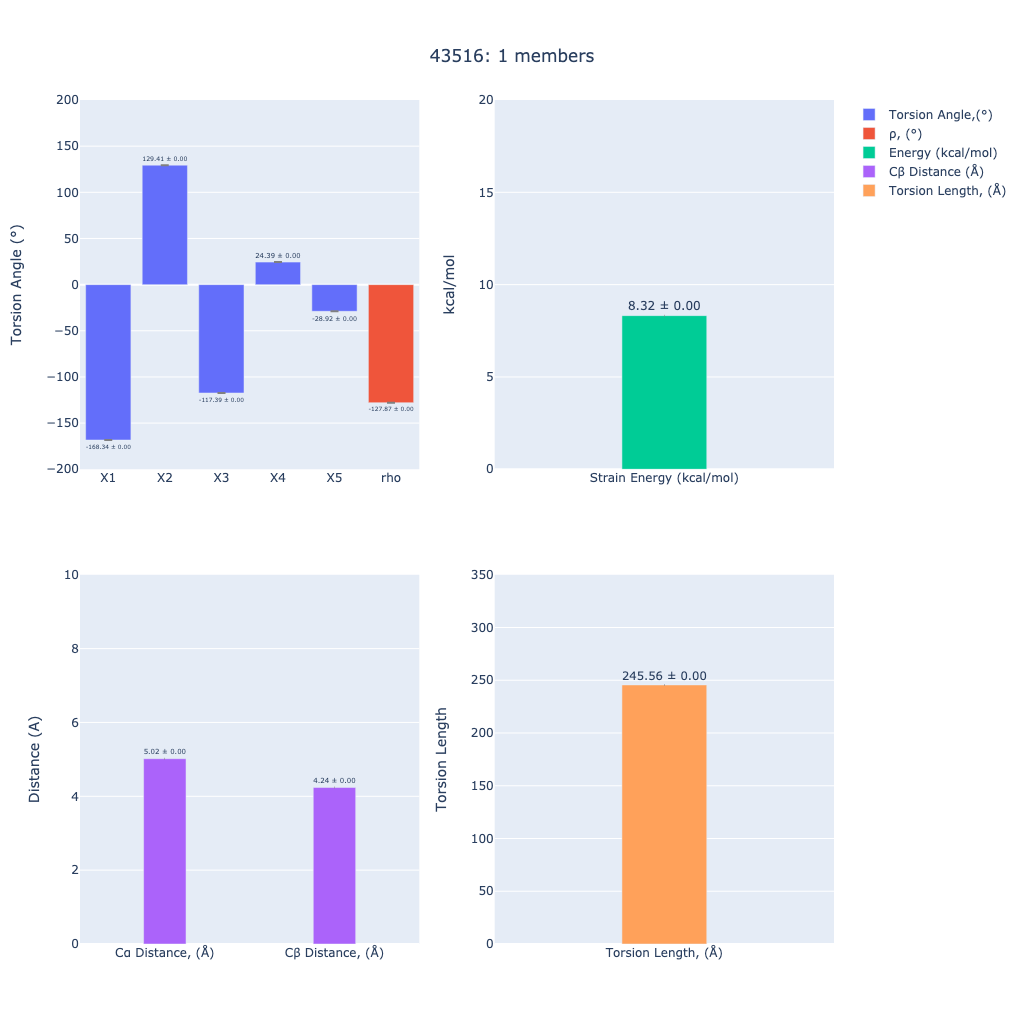 43516: 1 members
Torsion Angle (°)
200
150
100
50
0
−50
−100
−150
−200
-168.34 ± 0.00
129.41 ± 0.00
-117.39 ± 0.00
24.39 ± 0.00
-28.92 ± 0.00
-127.87 ± 0.00
X1 X2 X3 X4 X5 rho
kcal/mol
20
15
10
5
0
8.32 ± 0.00
Strain Energy (kcal/mol)
Torsion Angle,(°)
ρ, (°)
Energy (kcal/mol)
Cβ Distance (Å)
Torsion Length, (Å)
Distance (A)
10
8
6
4
2
0
5.02 ± 0.00
4.24 ± 0.00
Cα Distance, (Å) Cβ Distance, (Å)
Torsion Length
350
300
250
200
150
100
50
0
245.56 ± 0.00
Torsion Length, (Å)